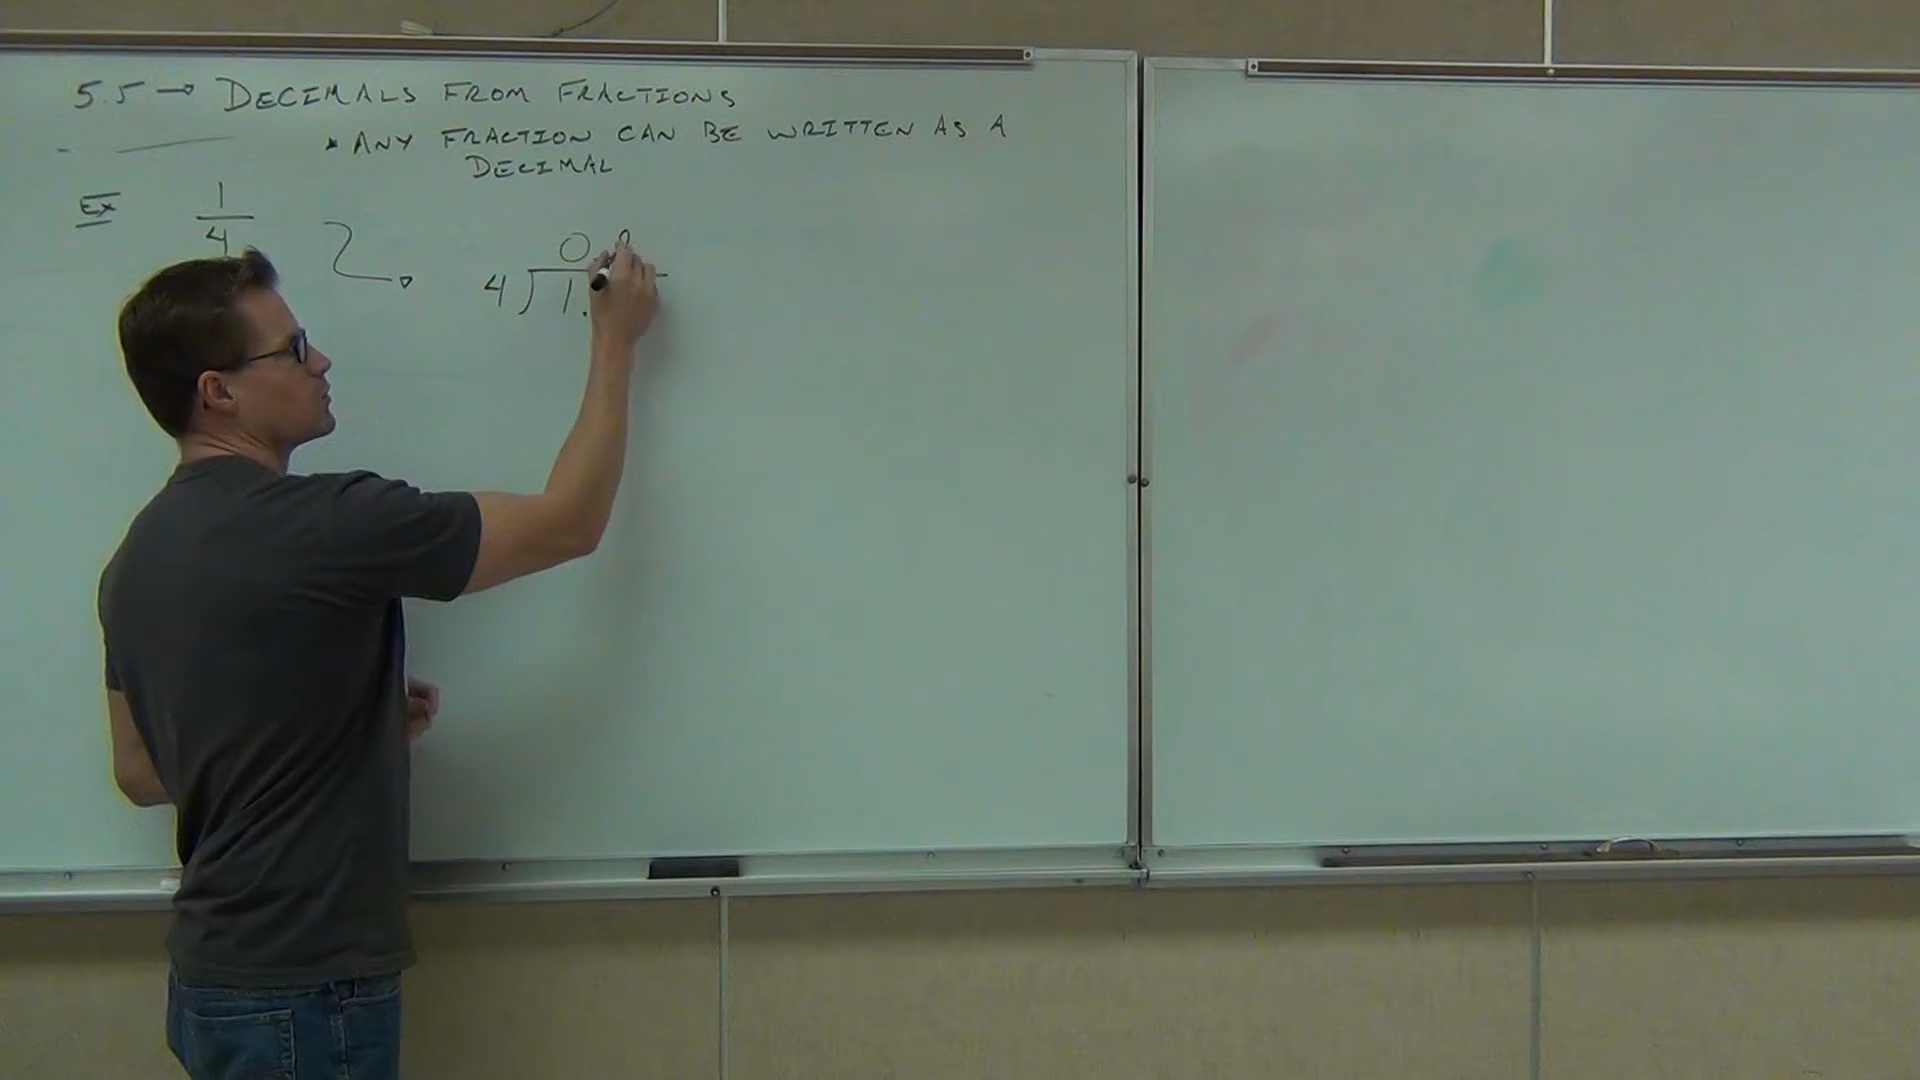 5.5 → DECIMALS FROM FRACTIONS
* ANY FRACTION CAN BE WRITTEN AS A
DECIMAL
Ex
1
4
0.
4 ) 1.